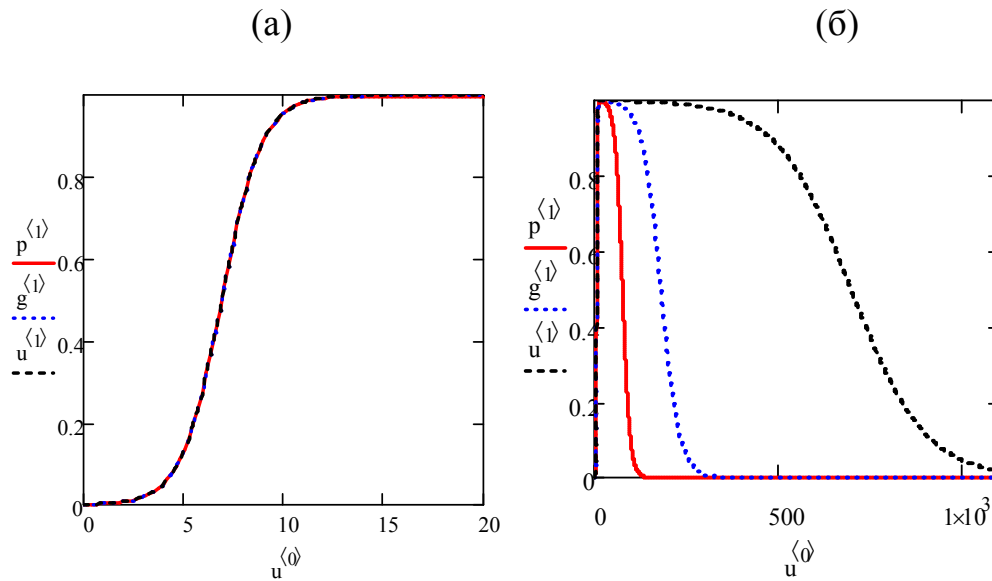 (а)
0.8
0.6
0.4
0.2
0
p⟨1⟩
g⟨1⟩
u⟨1⟩
0 5 10 15 20
u⟨0⟩
(б)
0.8
0.6
0.4
0.2
0
p⟨1⟩
g⟨1⟩
u⟨1⟩
0 500 1×10³
u⟨0⟩